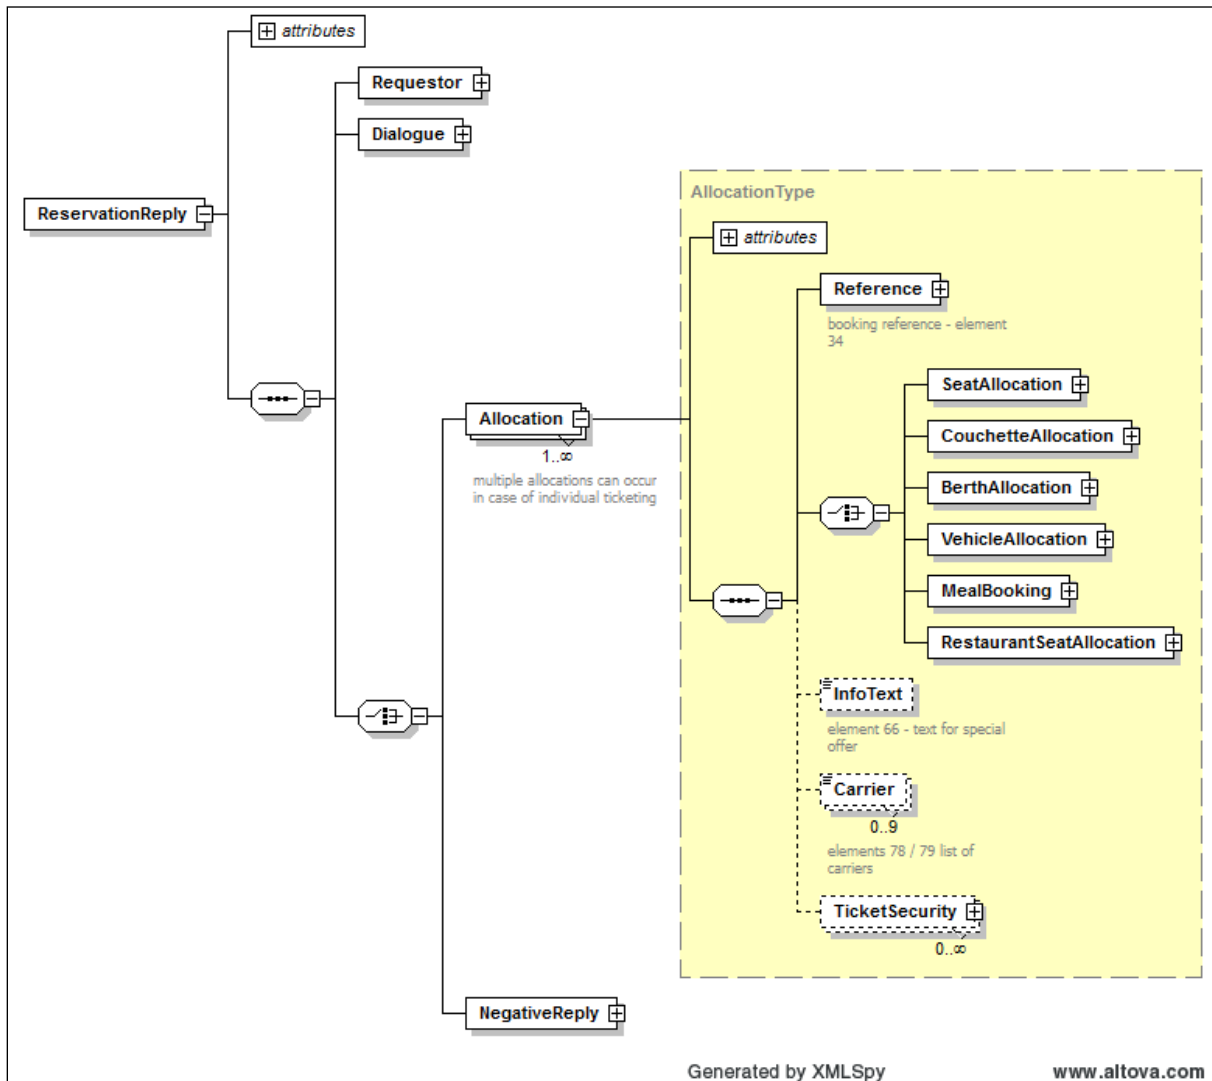 attributes
Requestor
Dialogue
ReservationReply
AllocationType
attributes
Reference
booking reference - element
34
SeatAllocation
Allocation
1..∞
multiple allocations can occur
in case of individual ticketing
CouchetteAllocation
BerthAllocation
VehicleAllocation
MealBooking
RestaurantSeatAllocation
InfoText
element 66 - text for special
offer
Carrier
0..9
elements 78 / 79 list of
carriers
TicketSecurity
0..∞
NegativeReply
Generated by XMLSpy
www.altova.com